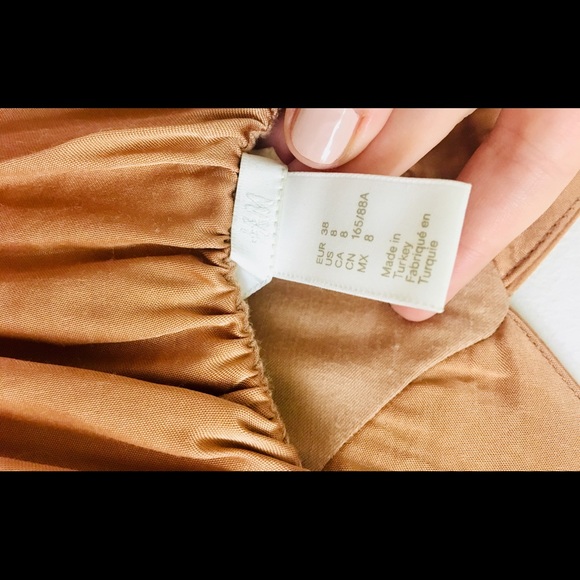 EUR 38
US 8
CA 8
CN 165/88A
MX 8
Made in
Turkey
Fabriqué en
Turquie